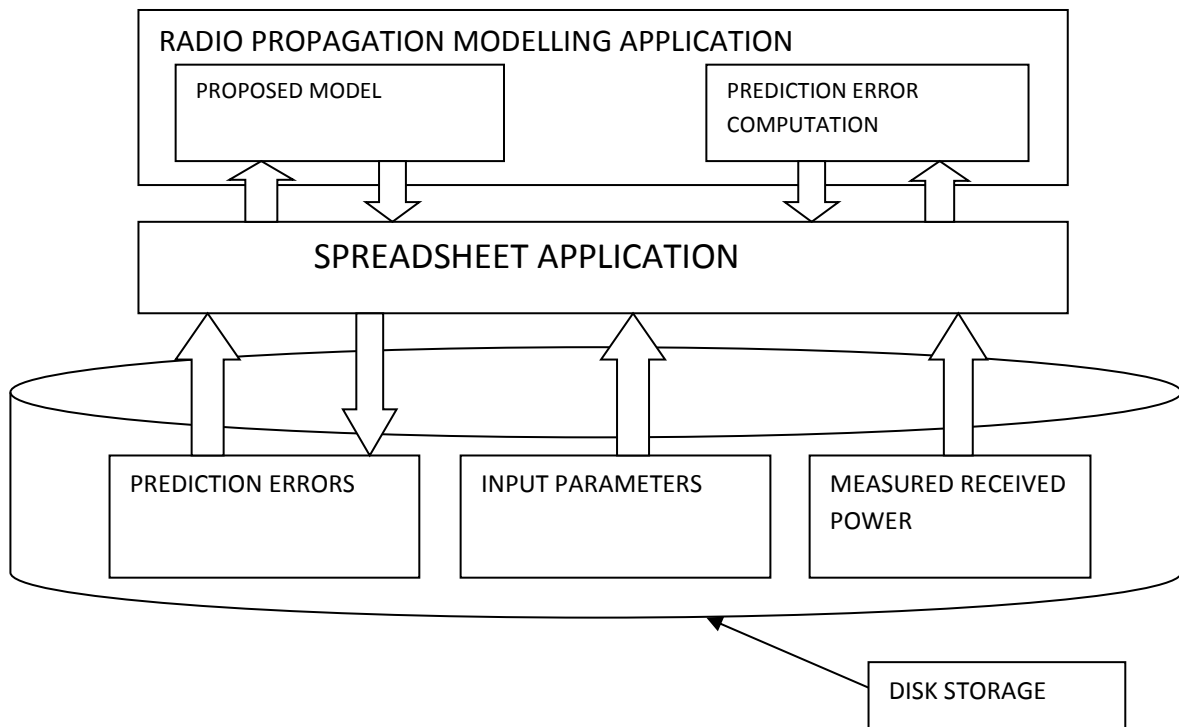 RADIO PROPAGATION MODELLING APPLICATION
PROPOSED MODEL
PREDICTION ERROR
COMPUTATION
SPREADSHEET APPLICATION
PREDICTION ERRORS
INPUT PARAMETERS
MEASURED RECEIVED
POWER
DISK STORAGE